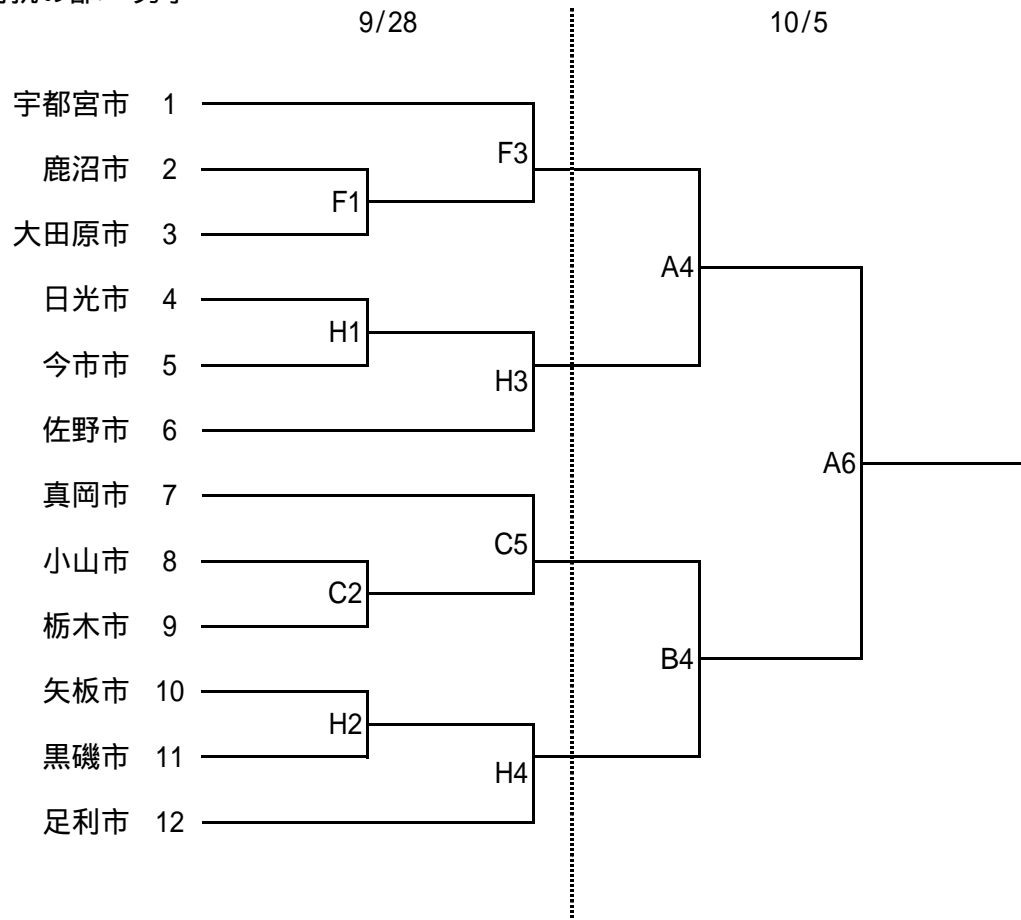 9/28 10/5
宇都宮市 1
F3
鹿沼市 2
F1
大田原市 3
A4
日光市 4
H1
今市市 5
H3
佐野市 6
A6
真岡市 7
C5
小山市 8
C2
栃木市 9
B4
矢板市 10
H2
黒磯市 11
H4
足利市 12